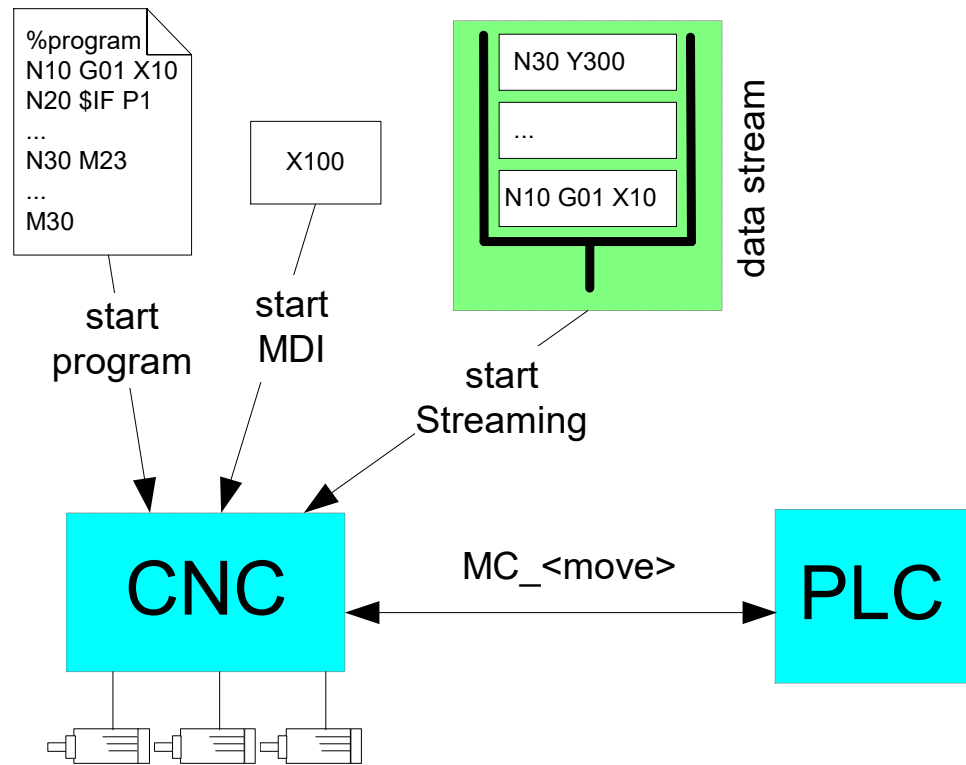 %program
N10 G01 X10
N20 $IF P1
...
N30 M23
...
M30
X100
N30 Y300
...
N10 G01 X10
data stream
start
program
start
MDI
start
Streaming
CNC
MC_<move>
PLC